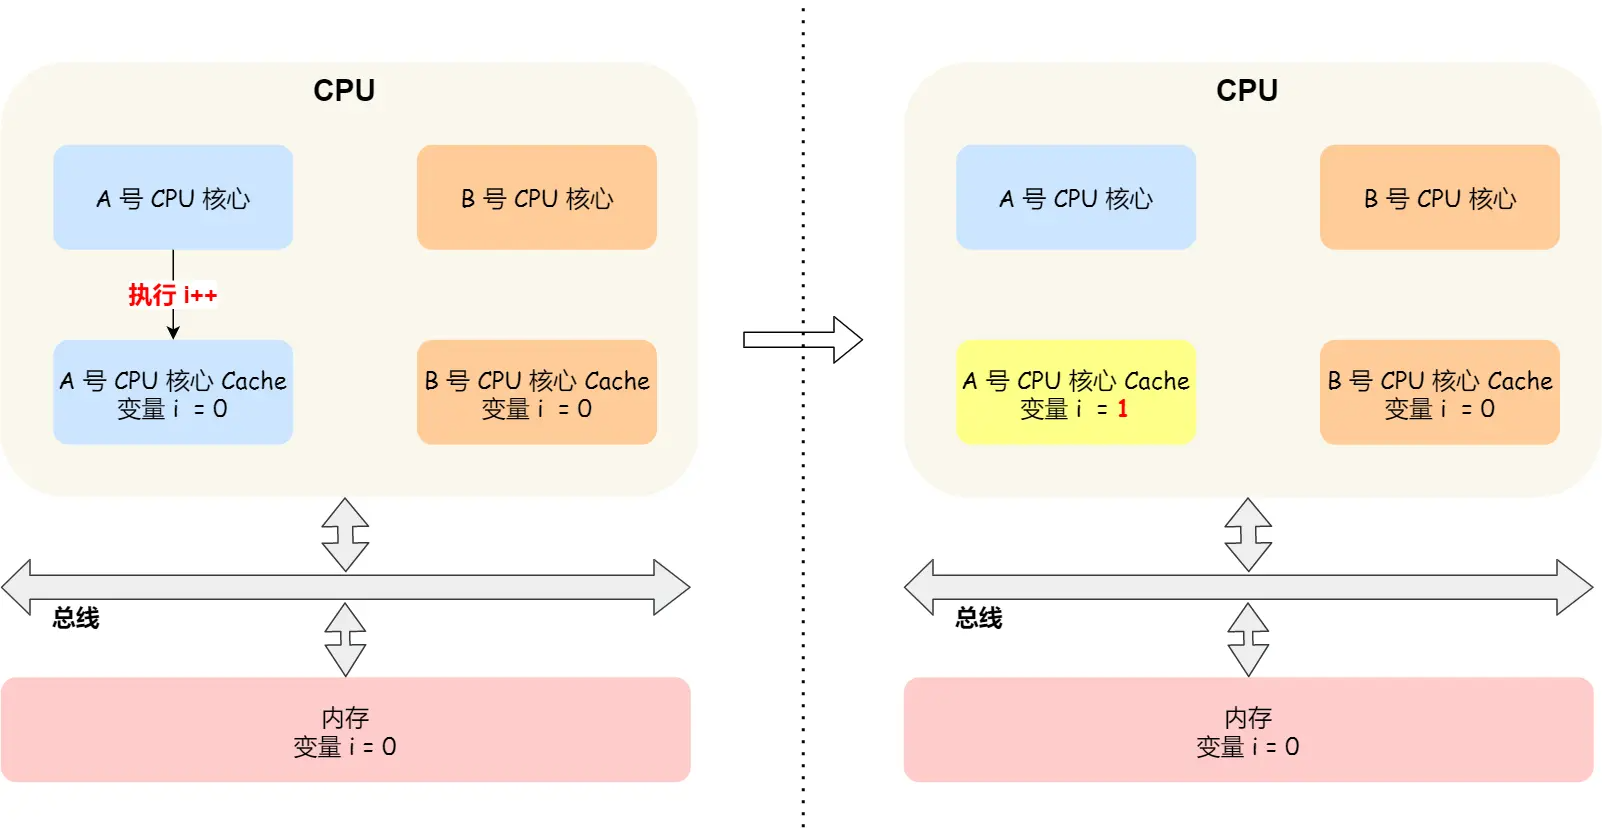 CPU
A 号 CPU 核心
B 号 CPU 核心
执行 i++
A 号 CPU 核心 Cache
变量 i = 0
B 号 CPU 核心 Cache
变量 i = 0
总线
内存
变量 i = 0
CPU
A 号 CPU 核心
B 号 CPU 核心
A 号 CPU 核心 Cache
变量 i = 1
B 号 CPU 核心 Cache
变量 i = 0
总线
内存
变量 i = 0